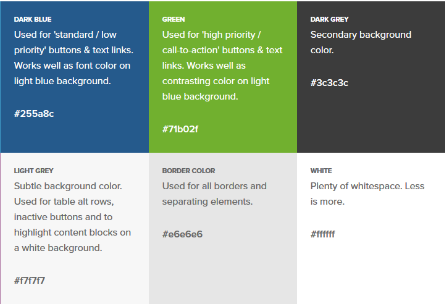 DARK BLUE
Used for 'standard / low
priority' buttons & text links.
Works well as font color on
light blue background.
#255a8c
GREEN
Used for 'high priority /
call-to-action' buttons & text
links. Works well as
contrasting color on light
blue background.
#71b02f
DARK GREY
Secondary background
color.
#3c3c3c
LIGHT GREY
Subtle background color.
Used for table alt rows,
inactive buttons and to
highlight content blocks on
a white background.
#f7f7f7
BORDER COLOR
Used for all borders and
separating elements.
#e6e6e6
WHITE
Plenty of whitespace. Less
is more.
#ffffff